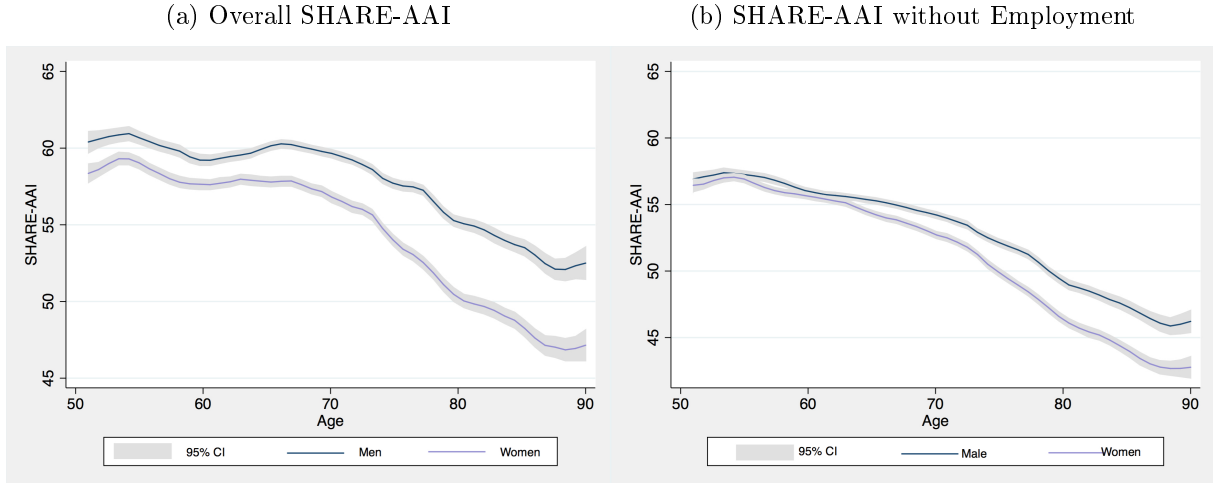 (a) Overall SHARE-AAI
65
60
55
50
45
SHARE-AAI
50 60 70 80 90
Age
95% CI Men Women
(b) SHARE-AAI without Employment
65
60
55
50
45
SHARE-AAI
50 60 70 80 90
Age
95% CI Male Women